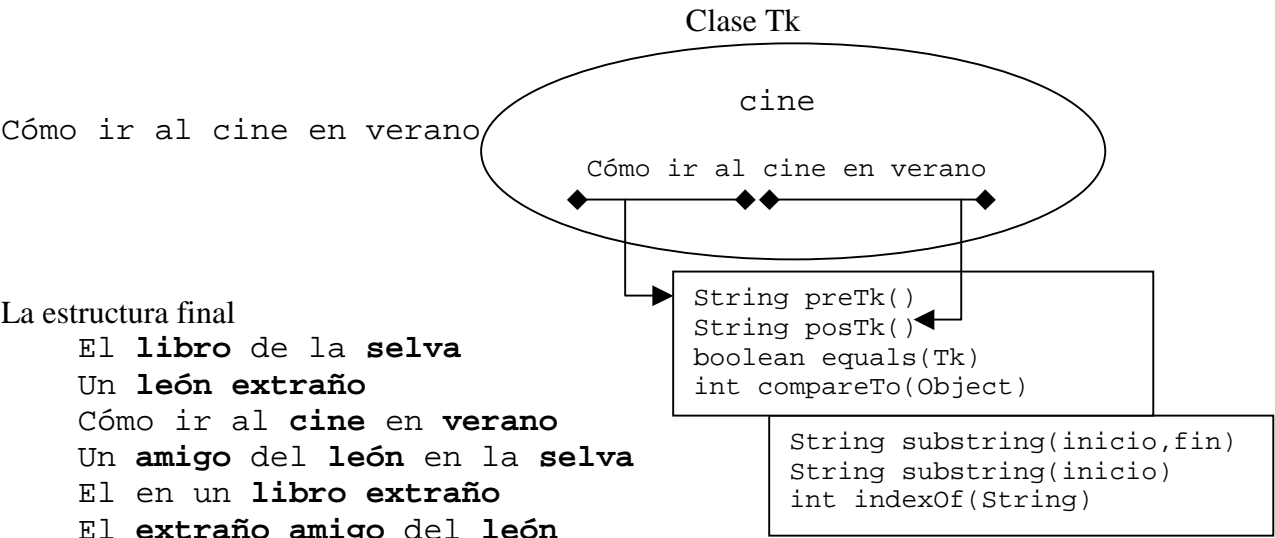 Clase Tk
cine
Cómo ir al cine en verano
Cómo ir al cine en verano
String preTk()
String posTk()
boolean equals(Tk)
int compareTo(Object)
String substring(inicio,fin)
String substring(inicio)
int indexOf(String)
La estructura final
El libro de la selva
Un león extraño
Cómo ir al cine en verano
Un amigo del león en la selva
El en un libro extraño
El extraño amigo del león